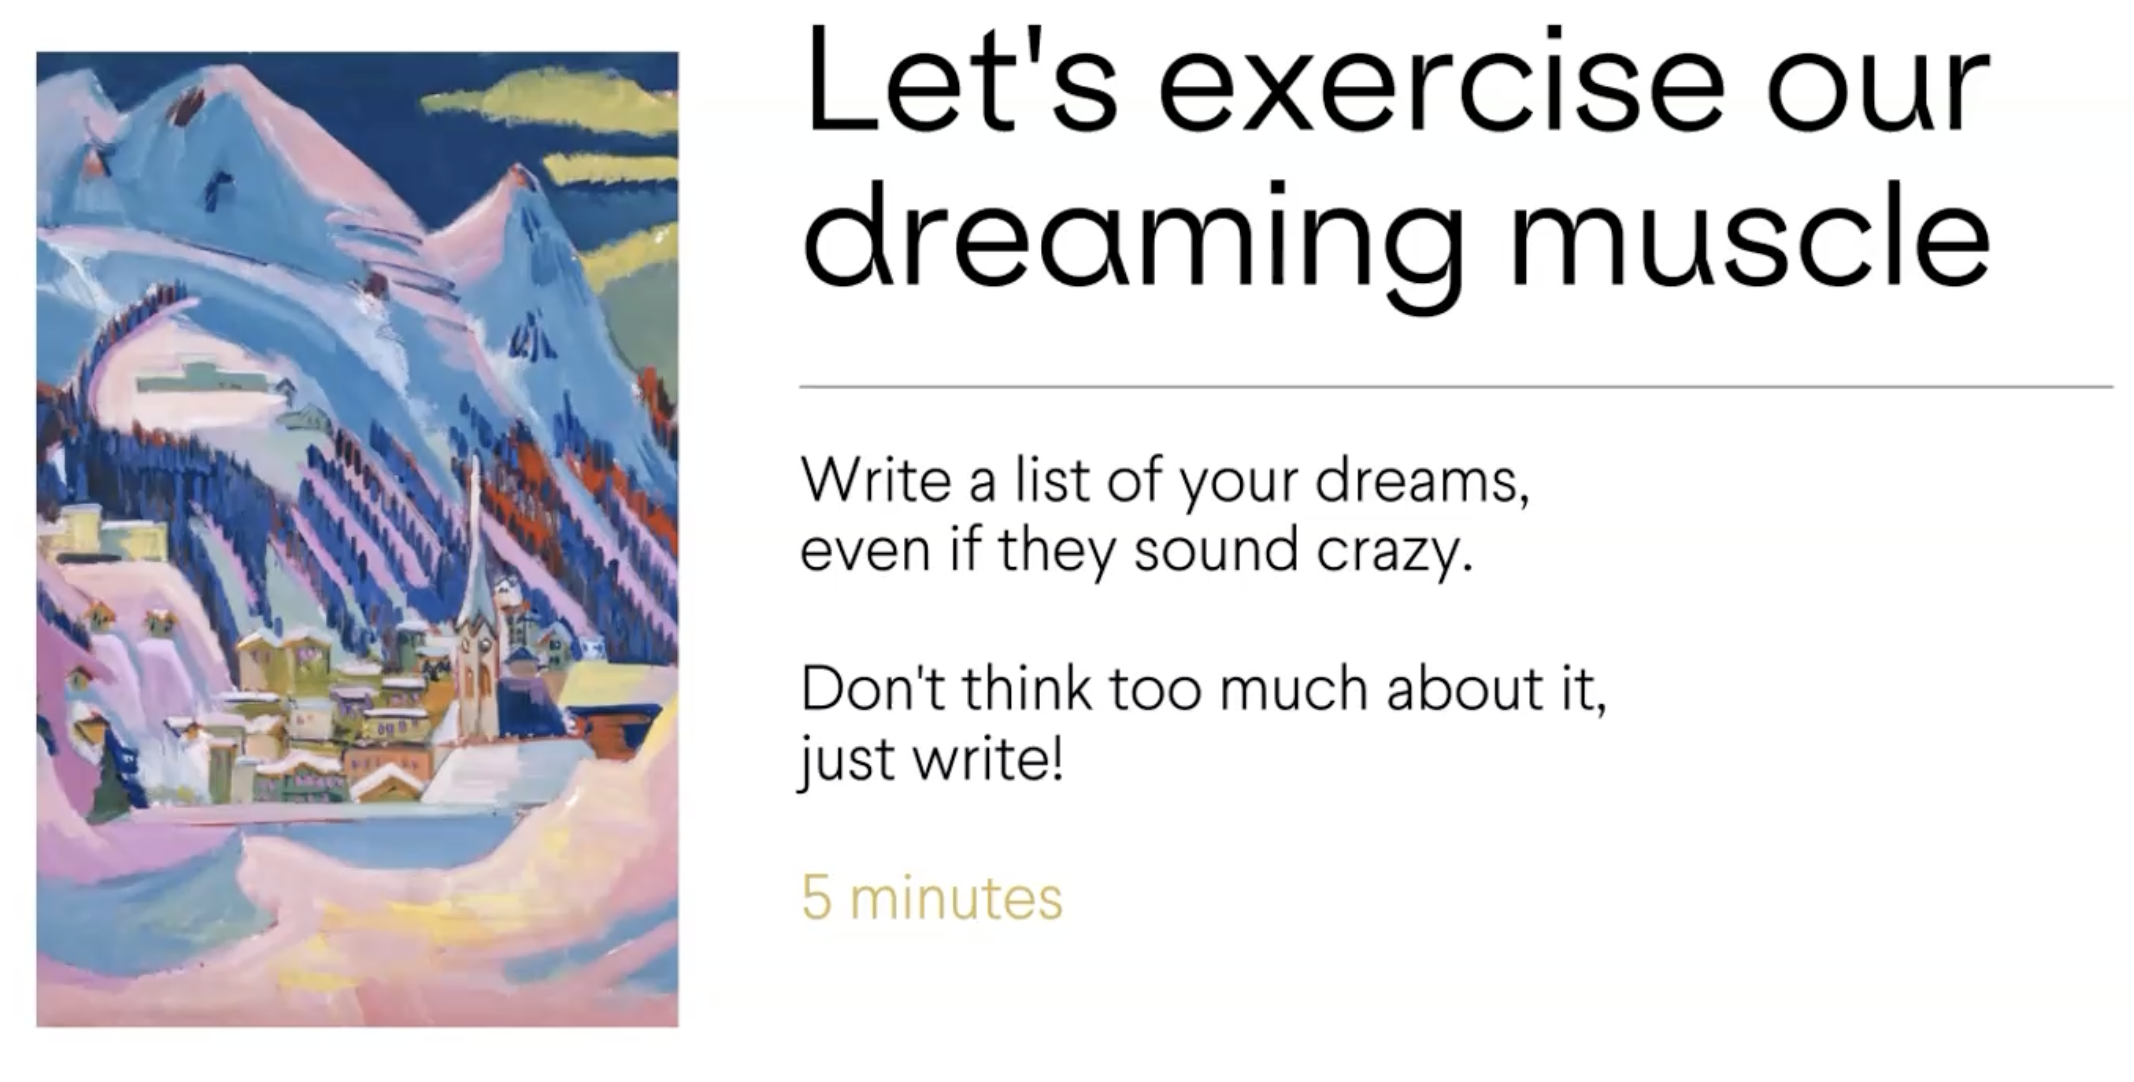 Let's exercise our
dreaming muscle
Write a list of your dreams,
even if they sound crazy.
Don't think too much about it,
just write!
5 minutes